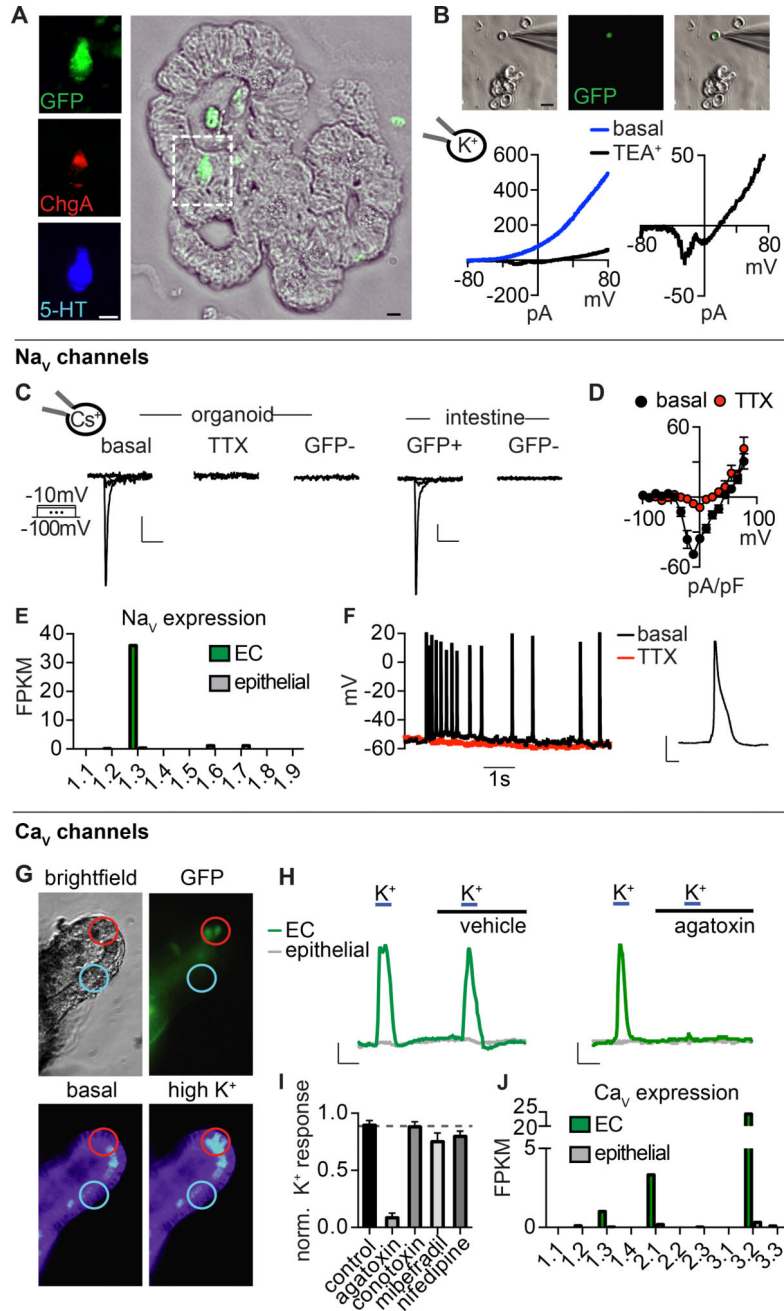 A
GFP
ChgA
5-HT
B
GFP
K+
basal
TEA+
600
400
200
-80
80
mV
-200
pA
50
-80
80
mV
-50
pA
Nav channels
C
Cs+
organoid
intestine
basal
TTX
GFP-
GFP+
GFP-
-10mV
-100mV
D
basal
TTX
60
-100
100
mV
-60
pA/pF
E
Nav expression
FPKM
40
30
20
10
0
EC
epithelial
1.1
1.2
1.3
1.4
1.5
1.6
1.7
1.8
1.9
F
mV
20
0
-20
-40
-60
1s
basal
TTX
Cav channels
G
brightfield
GFP
basal
high K+
H
EC
epithelial
K+
K+
vehicle
K+
K+
agatoxin
I
norm. K+ response
1.0
0.5
0.0
control
agatoxin
conotoxin
mibefradil
nifedipine
J
Cav expression
FPKM
25
20
5
0
EC
epithelial
1.1
1.2
1.3
1.4
2.1
2.2
2.3
3.1
3.2
3.3